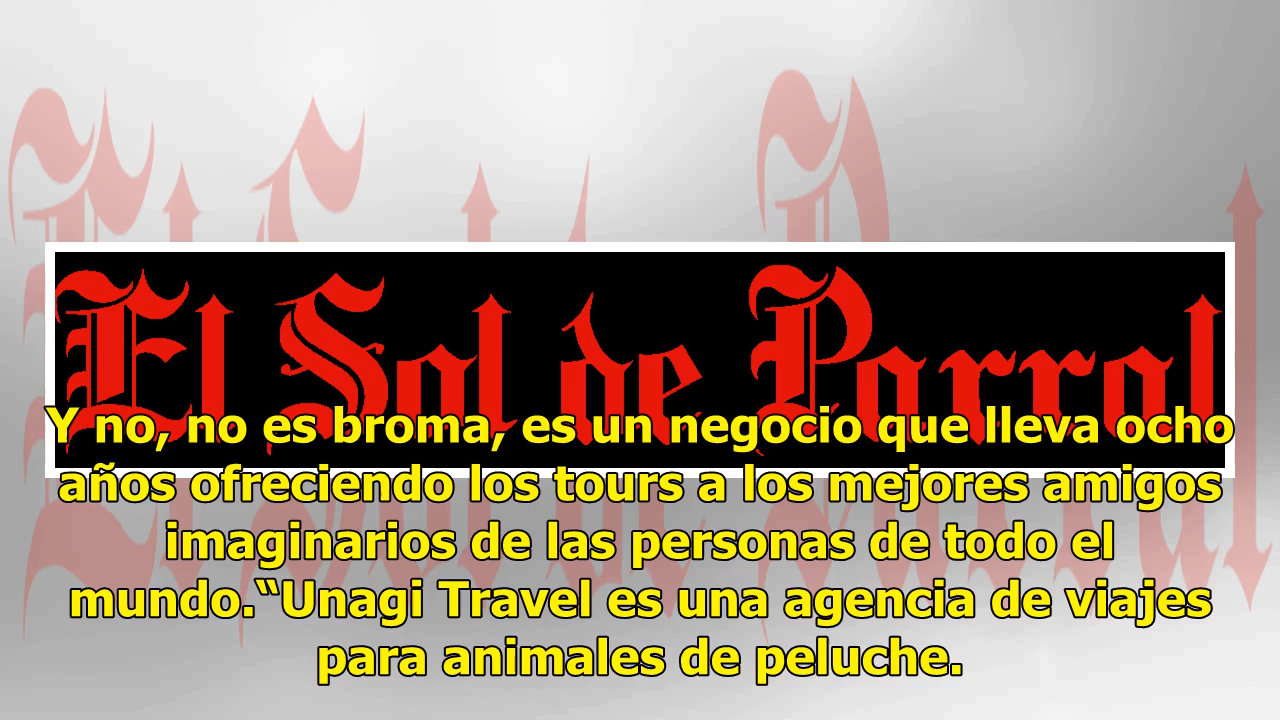 El Sol de Parral
Y no, no es broma, es un negocio que lleva ocho
años ofreciendo los tours a los mejores amigos
imaginarios de las personas de todo el
mundo.“Unagi Travel es una agencia de viajes
para animales de peluche.